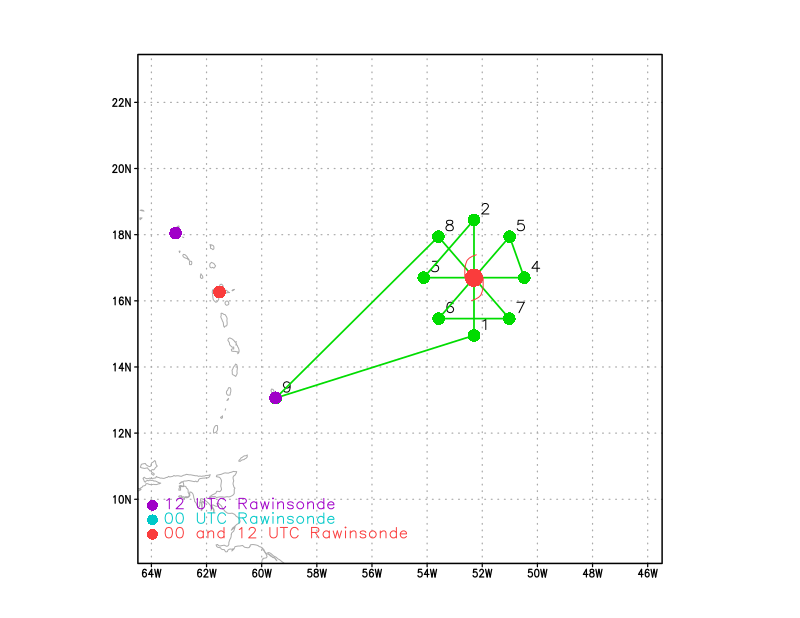 22N
20N
2
8
5
18N
3
4
16N
6
7
1
14N
9
12N
10N
12 UTC Rawinsonde
00 UTC Rawinsonde
00 and 12 UTC Rawinsonde
64W 62W 60W 58W 56W 54W 52W 50W 48W 46W